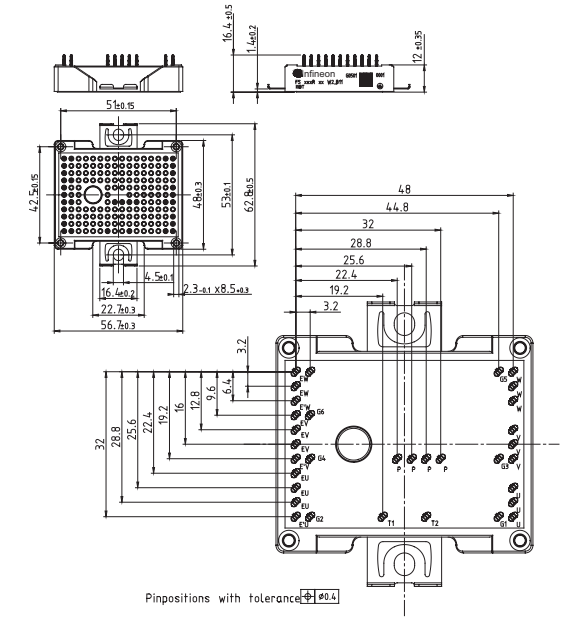 16.4 ±0.5
1.4±0.2
12 ±0.35
infineon
51±0.15
42.5±0.15
48±0.3
53±0.1
62.8±0.5
4.5±0.1
16.4±0.2
2.3-0.1 x8.5+0.3
22.7±0.3
56.7±0.3
48
44.8
32
28.8
25.6
22.4
19.2
3.2
3.2
6.4
9.6
12.8
16
19.2
22.4
25.6
28.8
32
EW
G5
W
EW
W
E'W
W
G6
EV
V
EV
V
E'V
G4
P
P
P
P
G3
V
EU
EU
U
U
E'U
G2
T1
T2
G1
U
Pinpositions with tolerance ⌖ ø0.4